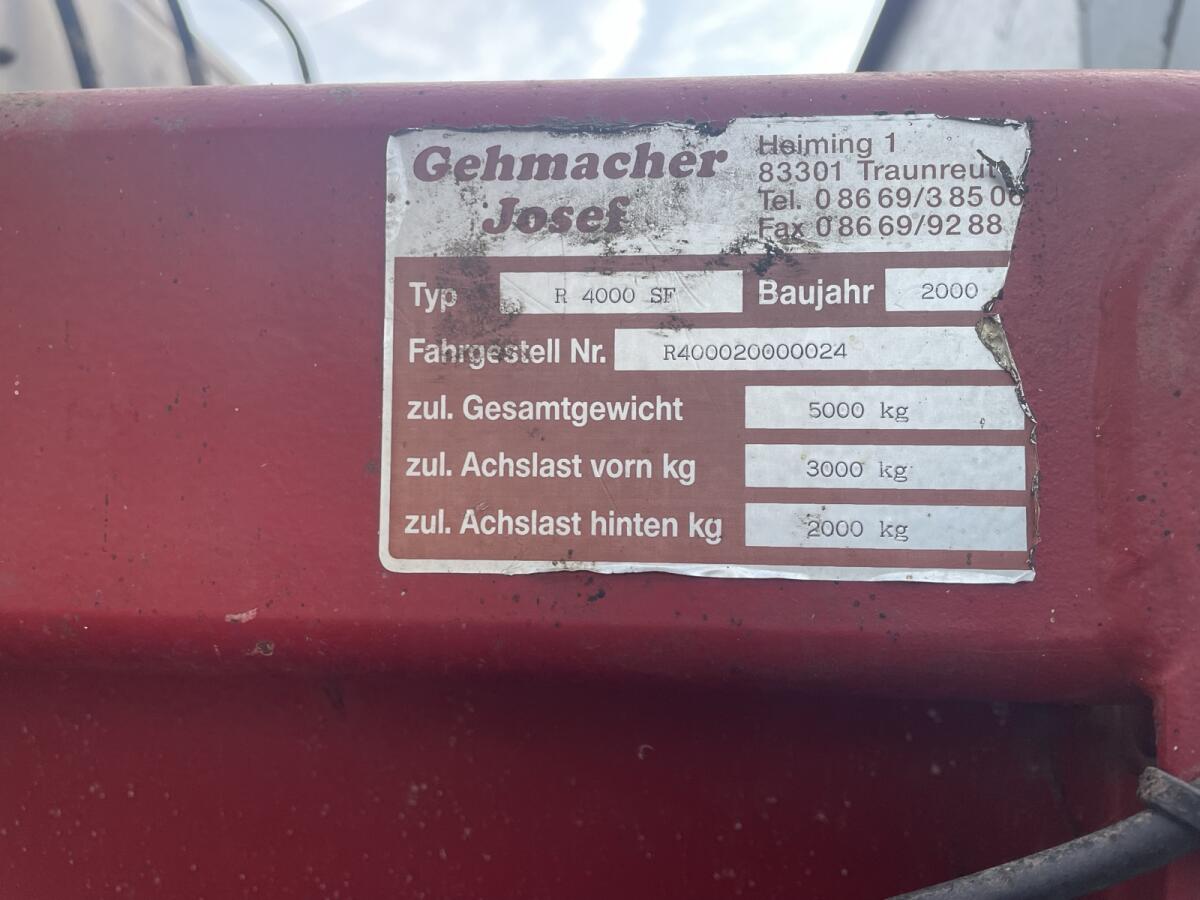 Gehmacher
Josef
Heiming 1
83301 Traunreut
Tel. 0 86 69/3 85 06
Fax 0 86 69/92 88
Typ R 4000 SF Baujahr 2000
Fahrgestell Nr. R400020000024
zul. Gesamtgewicht 5000 kg
zul. Achslast vorn kg 3000 kg
zul. Achslast hinten kg 2000 kg